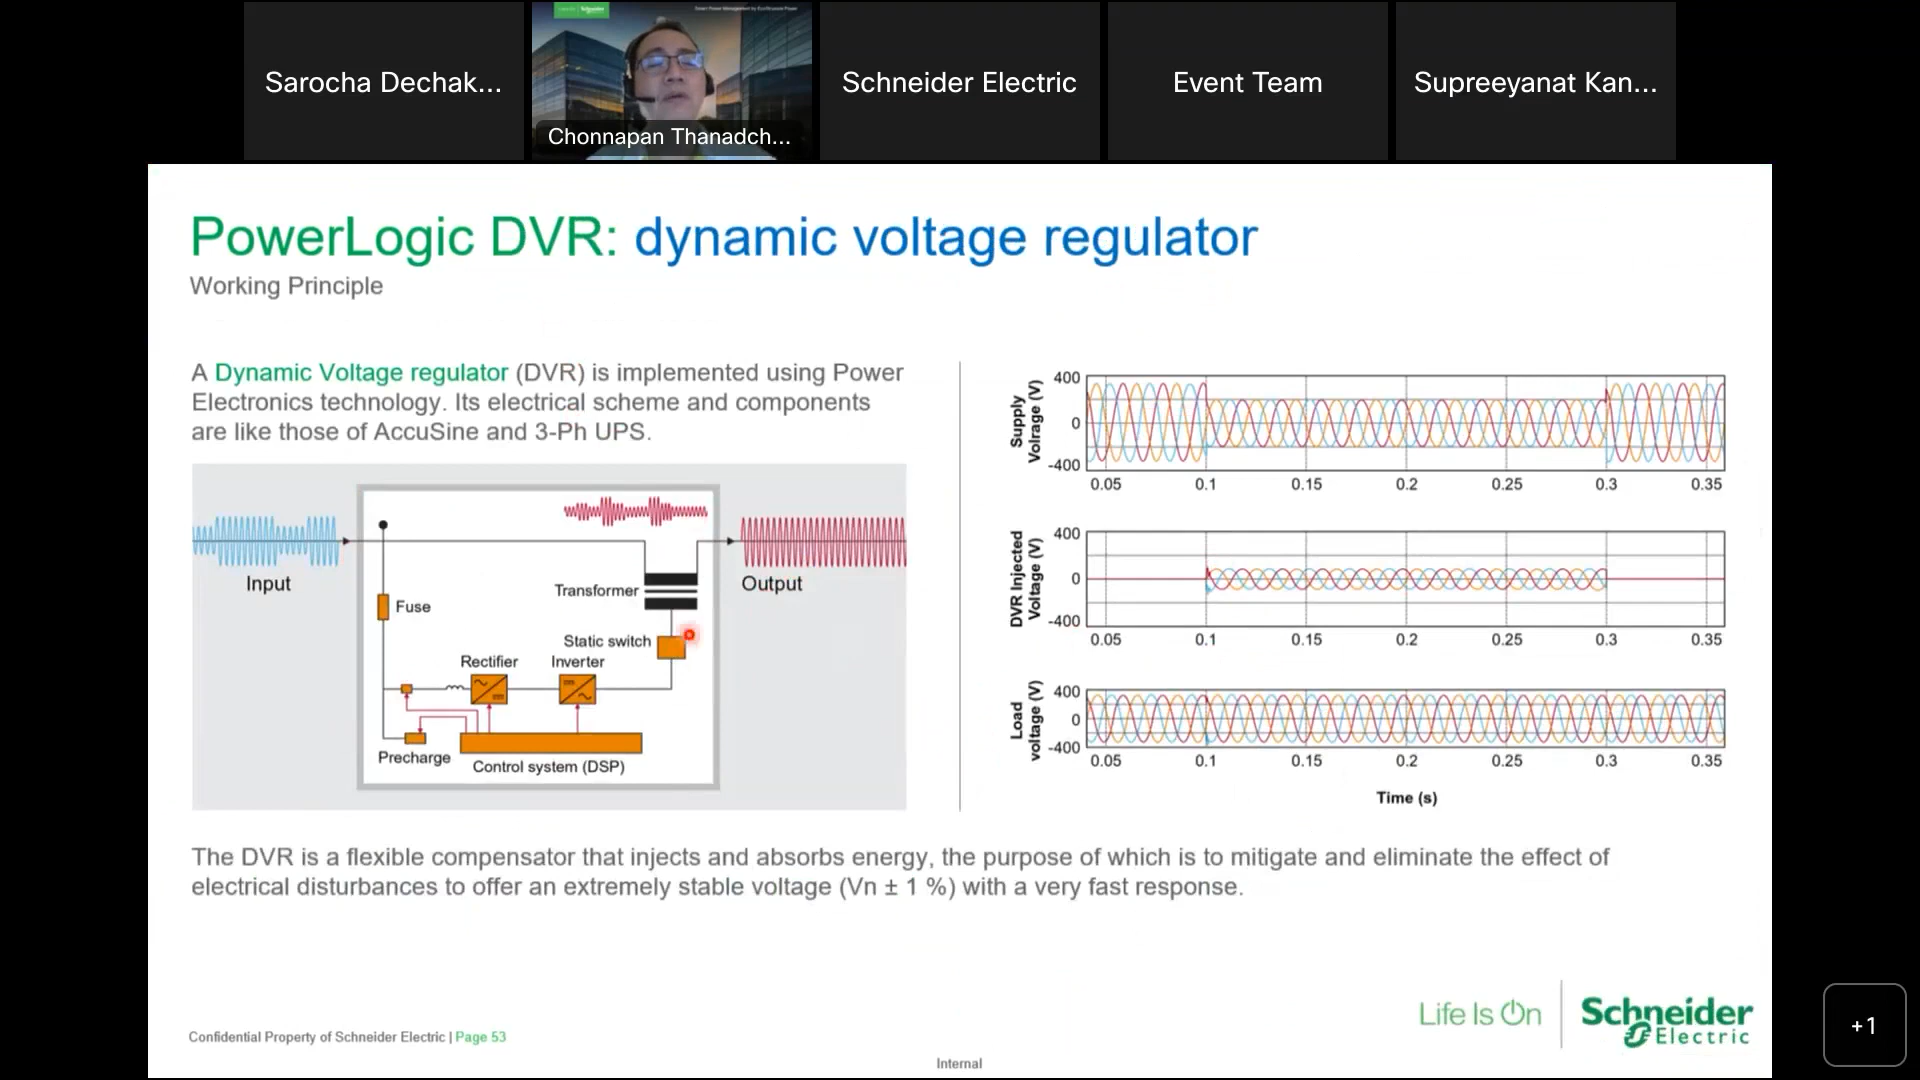 Sarocha Dechak...
Chonnapan Thanadch...
Schneider Electric
Event Team
Supreeyanat Kan...
PowerLogic DVR: dynamic voltage regulator
Working Principle
A Dynamic Voltage regulator (DVR) is implemented using Power
Electronics technology. Its electrical scheme and components
are like those of AccuSine and 3-Ph UPS.
Input
Fuse
Transformer
Output
Static switch
Rectifier
Inverter
Precharge
Control system (DSP)
Supply
Volrage (V)
400
0
-400
0.05 0.1 0.15 0.2 0.25 0.3 0.35
DVR Injected
Voltage (V)
400
0
-400
0.05 0.1 0.15 0.2 0.25 0.3 0.35
Load
voltage (V)
400
0
-400
0.05 0.1 0.15 0.2 0.25 0.3 0.35
Time (s)
The DVR is a flexible compensator that injects and absorbs energy, the purpose of which is to mitigate and eliminate the effect of
electrical disturbances to offer an extremely stable voltage (Vn ± 1 %) with a very fast response.
Life Is On
Schneider
Electric
Confidential Property of Schneider Electric | Page 53
Internal
+1